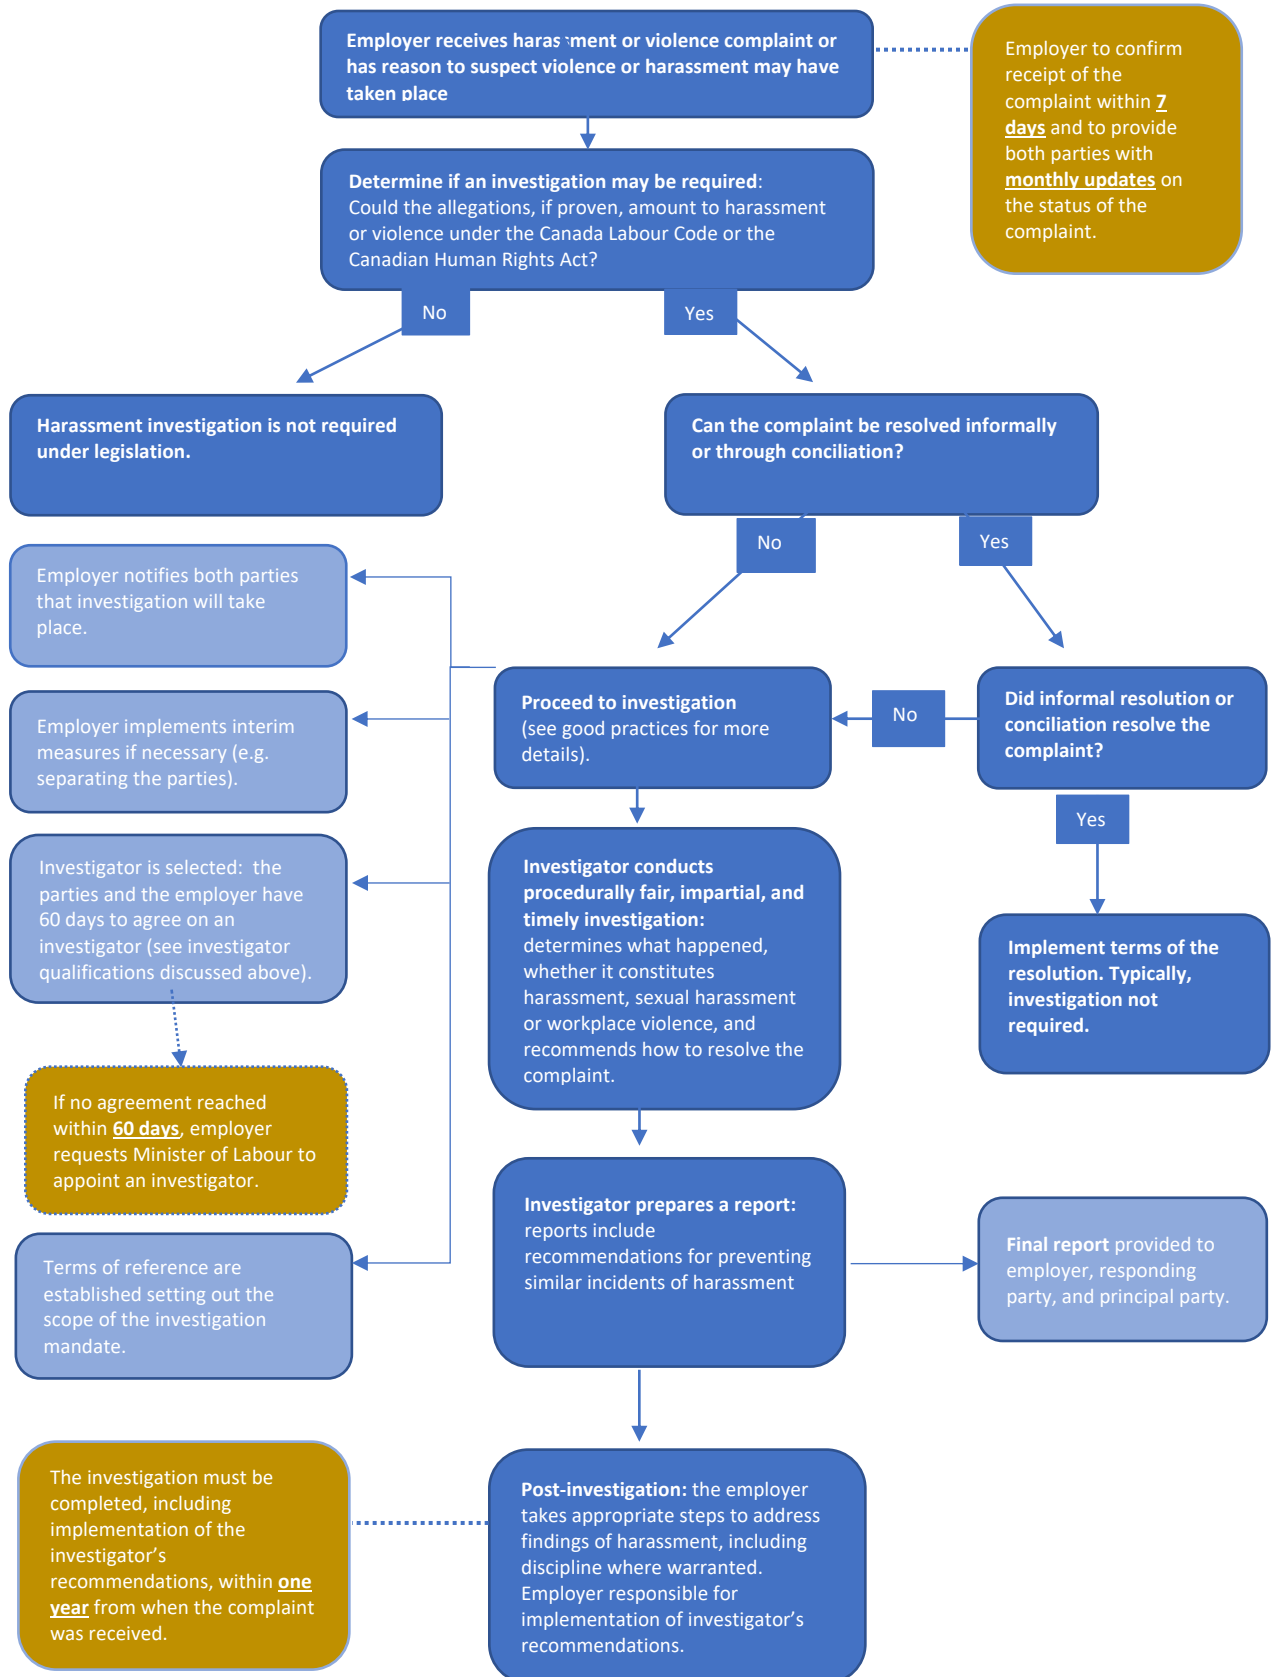 Employer receives harassment or violence complaint or
has reason to suspect violence or harassment may have
taken place
Employer to confirm
receipt of the
complaint within 7
days and to provide
both parties with
monthly updates on
the status of the
complaint.
Determine if an investigation may be required:
Could the allegations, if proven, amount to harassment
or violence under the Canada Labour Code or the
Canadian Human Rights Act?
No
Yes
Harassment investigation is not required
under legislation.
Can the complaint be resolved informally
or through conciliation?
No
Yes
Employer notifies both parties
that investigation will take
place.
Proceed to investigation
(see good practices for more
details).
No
Did informal resolution or
conciliation resolve the
complaint?
Employer implements interim
measures if necessary (e.g.
separating the parties).
Yes
Investigator is selected: the
parties and the employer have
60 days to agree on an
investigator (see investigator
qualifications discussed above).
Investigator conducts
procedurally fair, impartial, and
timely investigation:
determines what happened,
whether it constitutes
harassment, sexual harassment
or workplace violence, and
recommends how to resolve the
complaint.
Implement terms of the
resolution. Typically,
investigation not
required.
If no agreement reached
within 60 days, employer
requests Minister of Labour to
appoint an investigator.
Investigator prepares a report:
reports include
recommendations for preventing
similar incidents of harassment
Final report provided to
employer, responding
party, and principal party.
Terms of reference are
established setting out the
scope of the investigation
mandate.
The investigation must be
completed, including
implementation of the
investigator’s
recommendations, within one
year from when the complaint
was received.
Post-investigation: the employer
takes appropriate steps to address
findings of harassment, including
discipline where warranted.
Employer responsible for
implementation of investigator’s
recommendations.